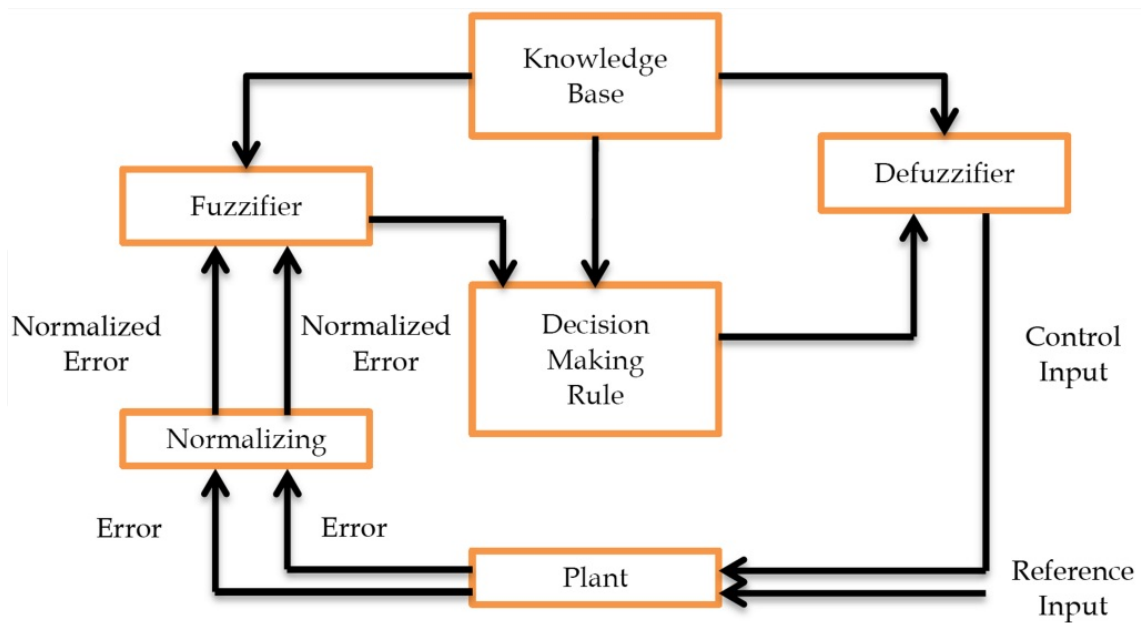 Knowledge
Base
Defuzzifier
Fuzzifier
Normalized
Error
Normalized
Error
Decision
Making
Rule
Control
Input
Normalizing
Error
Error
Plant
Reference
Input